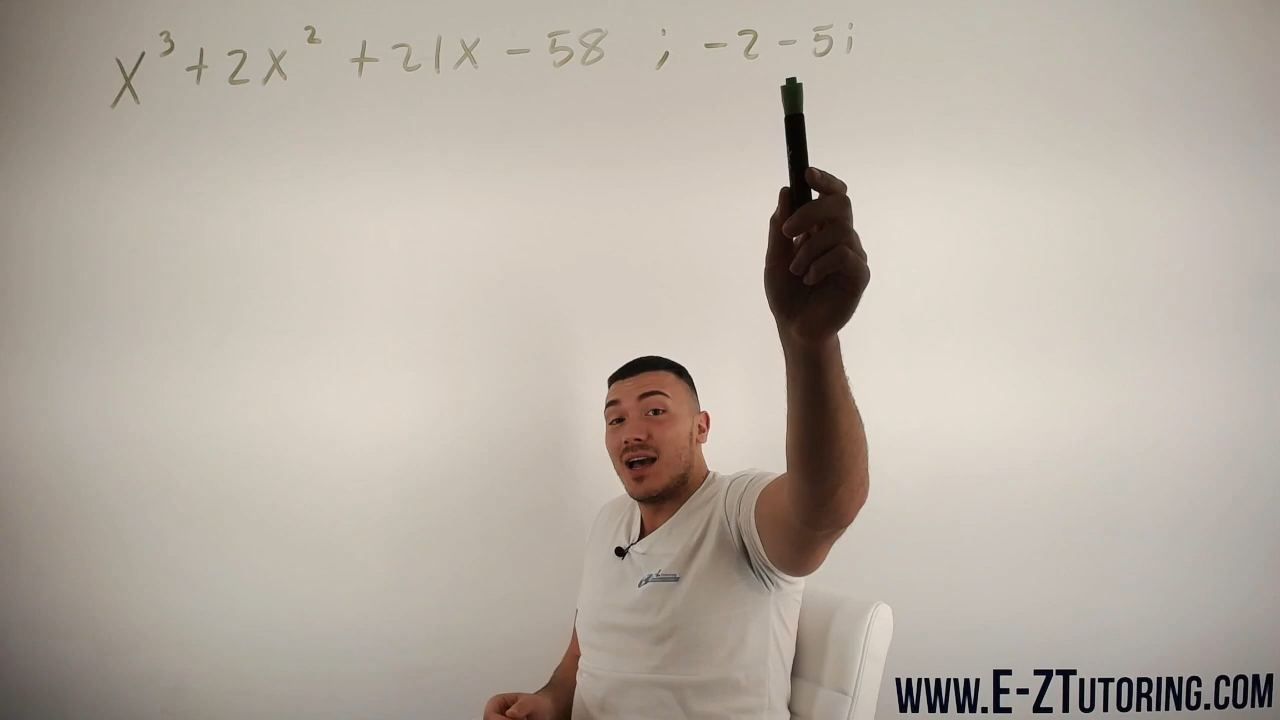 x³ + 2x² + 21x - 58 ; -2 - 5i
WWW.E-ZTUTORING.COM